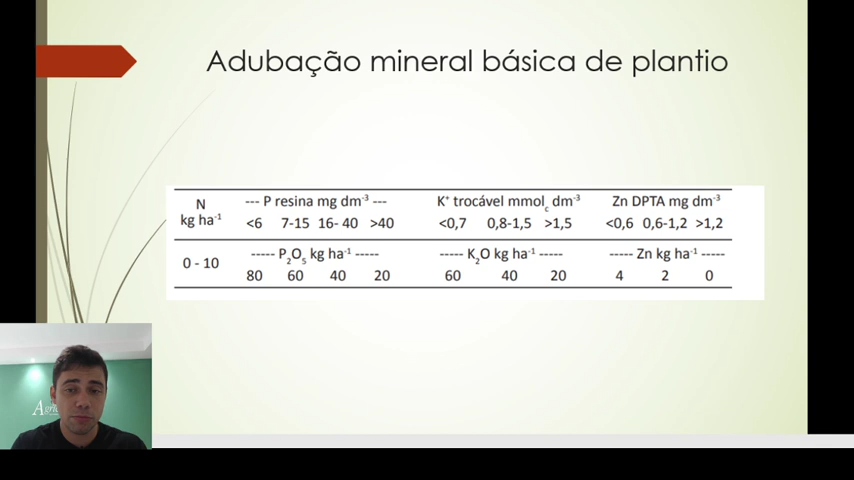 Adubação mineral básica de plantio
N --- P resina mg dm⁻³ --- K⁺ trocável mmol꜀ dm⁻³ Zn DPTA mg dm⁻³
kg ha⁻¹ <6 7-15 16- 40 >40 <0,7 0,8-1,5 >1,5 <0,6 0,6-1,2 >1,2
0 - 10 ----- P₂O₅ kg ha⁻¹ ----- ----- K₂O kg ha⁻¹ ----- ----- Zn kg ha⁻¹ -----
80 60 40 20 60 40 20 4 2 0